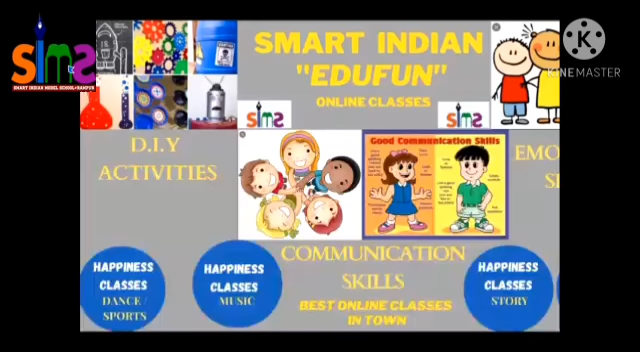 SiMS
SMART INDIAN MODEL SCHOOL•RAMPUR
KINEMASTER
SMART INDIAN
"EDUFUN"
ONLINE CLASSES
SiMS
SiMS
D.I.Y
ACTIVITIES
Good Communication Skills
EMO
S
COMMUNICATION
SKILLS
BEST ONLINE CLASSES
IN TOWN
HAPPINESS
CLASSES
DANCE /
SPORTS
HAPPINESS
CLASSES
MUSIC
HAPPINESS
CLASSES
STORY